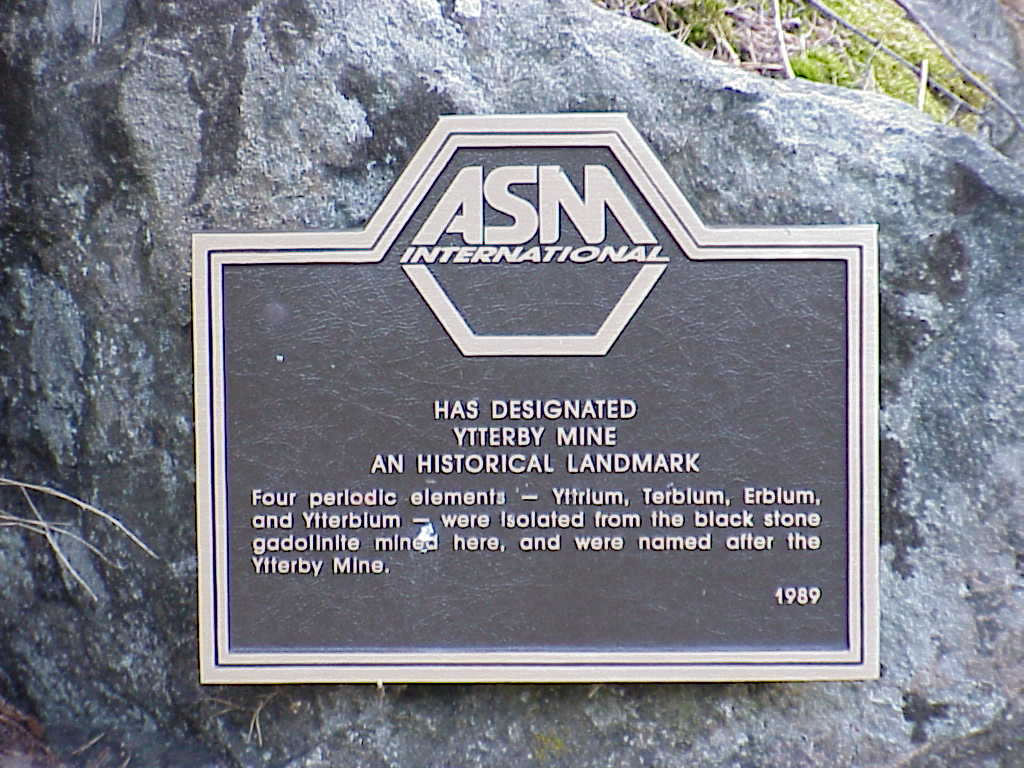 ASM
INTERNATIONAL
HAS DESIGNATED
YTTERBY MINE
AN HISTORICAL LANDMARK
Four periodic elements – Yttrium, Terbium, Erbium,
and Ytterbium – were isolated from the black stone
gadolinite mined here, and were named after the
Ytterby Mine.
1989